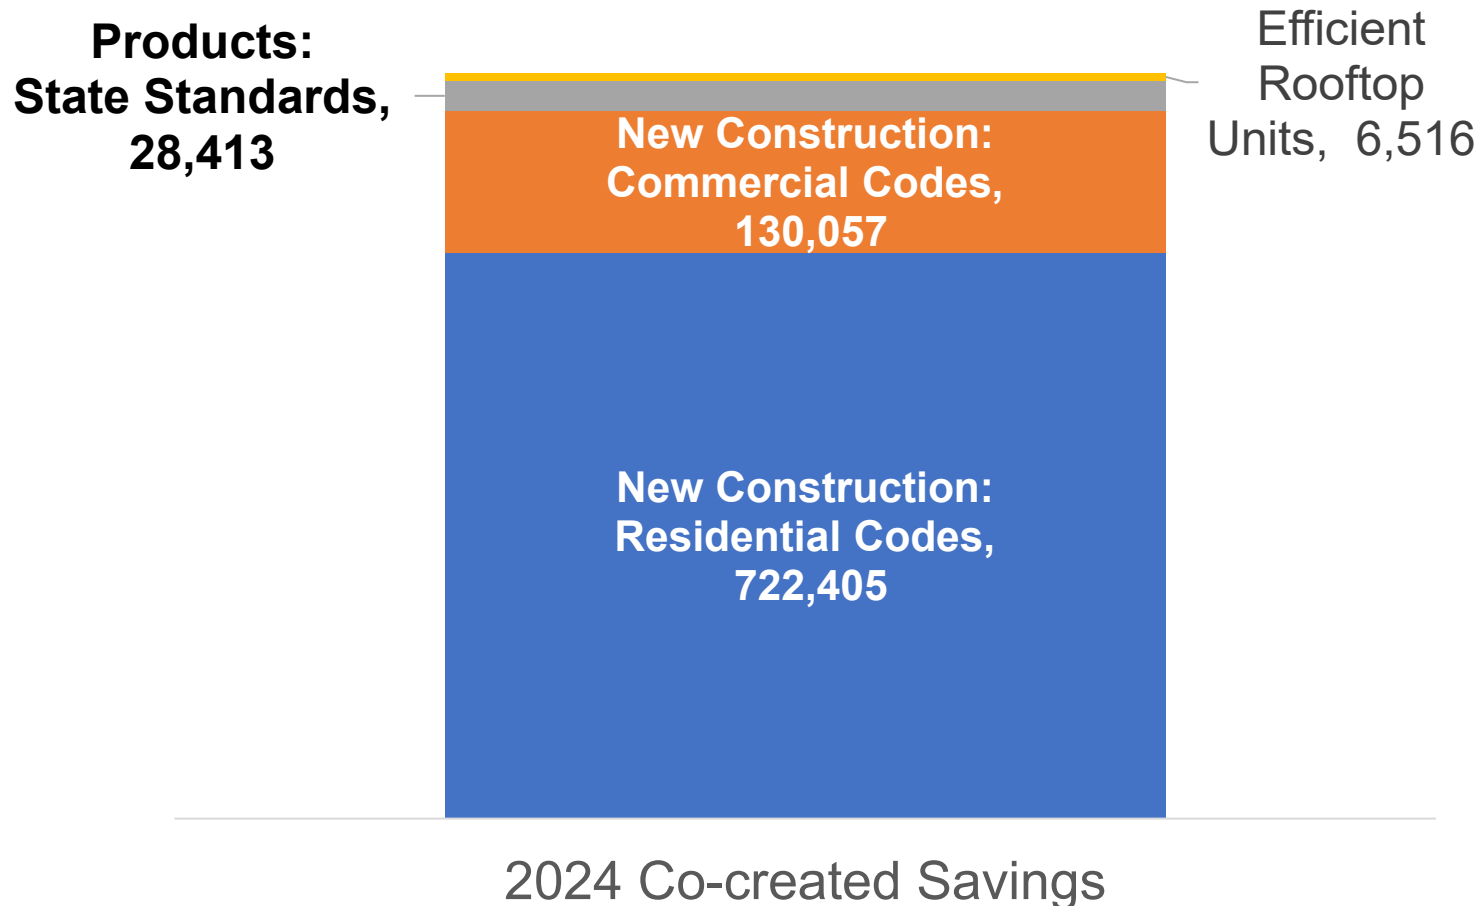 Products:
State Standards,
28,413
Efficient
Rooftop
Units, 6,516
New Construction:
Commercial Codes,
130,057
New Construction:
Residential Codes,
722,405
2024 Co-created Savings